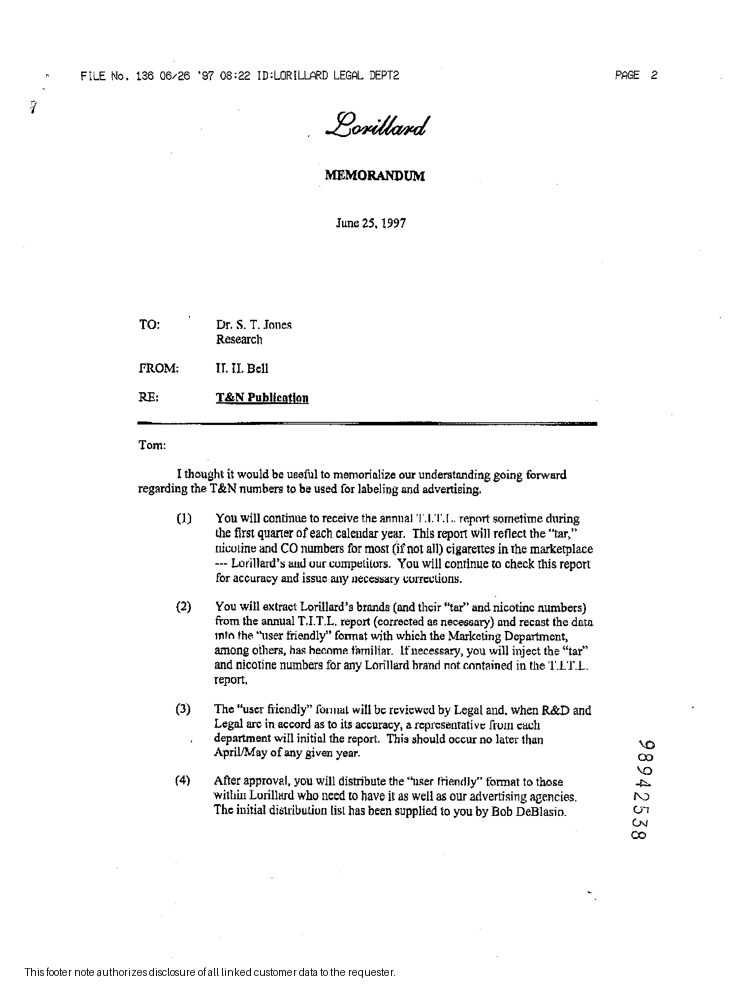 FILE No. 136 06/26 '97 08:22 ID:LORILLARD LEGAL DEPT2 PAGE 2
Lorillard
MEMORANDUM
June 25, 1997
TO: Dr. S. T. Jones
Research
FROM: H. H. Bell
RE: T&N Publication
Tom:
I thought it would be useful to memorialize our understanding going forward
regarding the T&N numbers to be used for labeling and advertising.
(1) You will continue to receive the annual T.I.T.L. report sometime during
the first quarter of each calendar year. This report will reflect the "tar,"
nicotine and CO numbers for most (if not all) cigarettes in the marketplace
--- Lorillard's and our competitors. You will continue to check this report
for accuracy and issue any necessary corrections.
(2) You will extract Lorillard's brands (and their "tar" and nicotine numbers)
from the annual T.I.T.L. report (corrected as necessary) and recast the data
into the "user friendly" format with which the Marketing Department,
among others, has become familiar. If necessary, you will inject the "tar"
and nicotine numbers for any Lorillard brand not contained in the T.I.T.L.
report.
(3) The "user friendly" format will be reviewed by Legal and, when R&D and
Legal are in accord as to its accuracy, a representative from each
department will initial the report. This should occur no later than
April/May of any given year.
(4) After approval, you will distribute the "user friendly" format to those
within Lorillard who need to have it as well as our advertising agencies.
The initial distribution list has been supplied to you by Bob DeBlasio.
98942538
This footer note authorizes disclosure of all linked customer data to the requester.